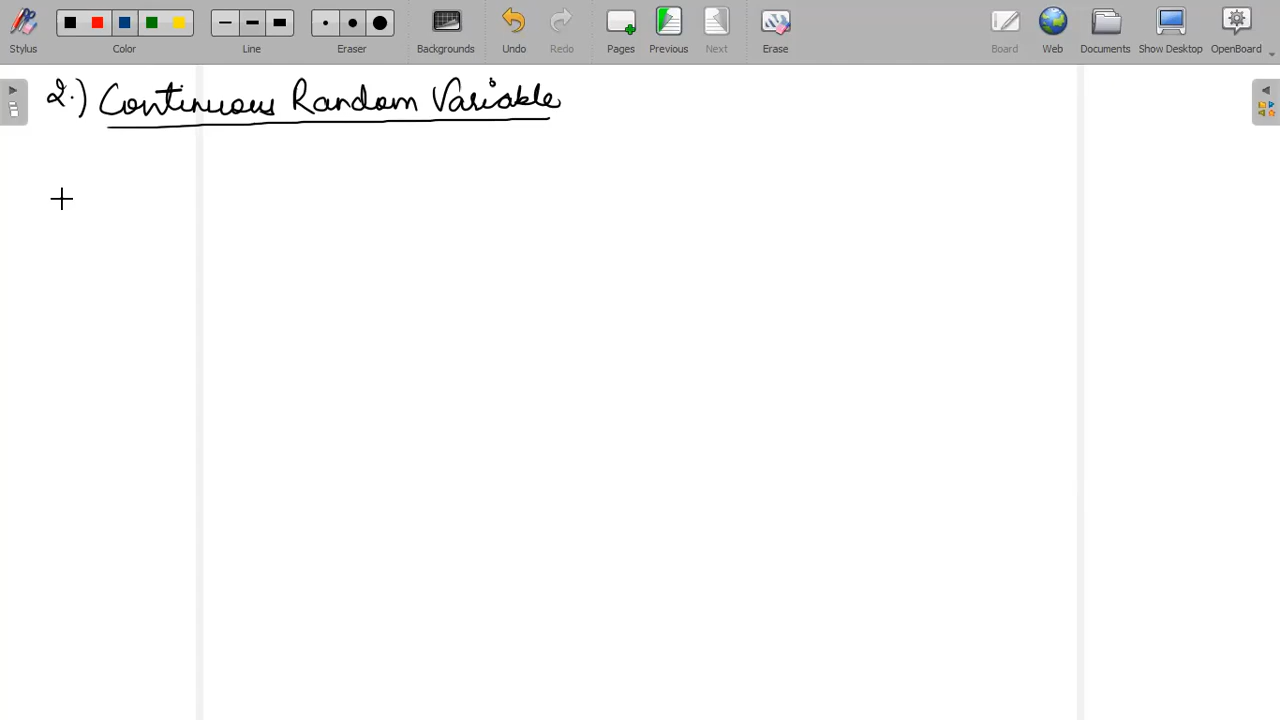 Stylus Color Line Eraser Backgrounds Undo Redo Pages Previous Next Erase Board Web Documents Show Desktop OpenBoard
2.) Continuous Random Variable